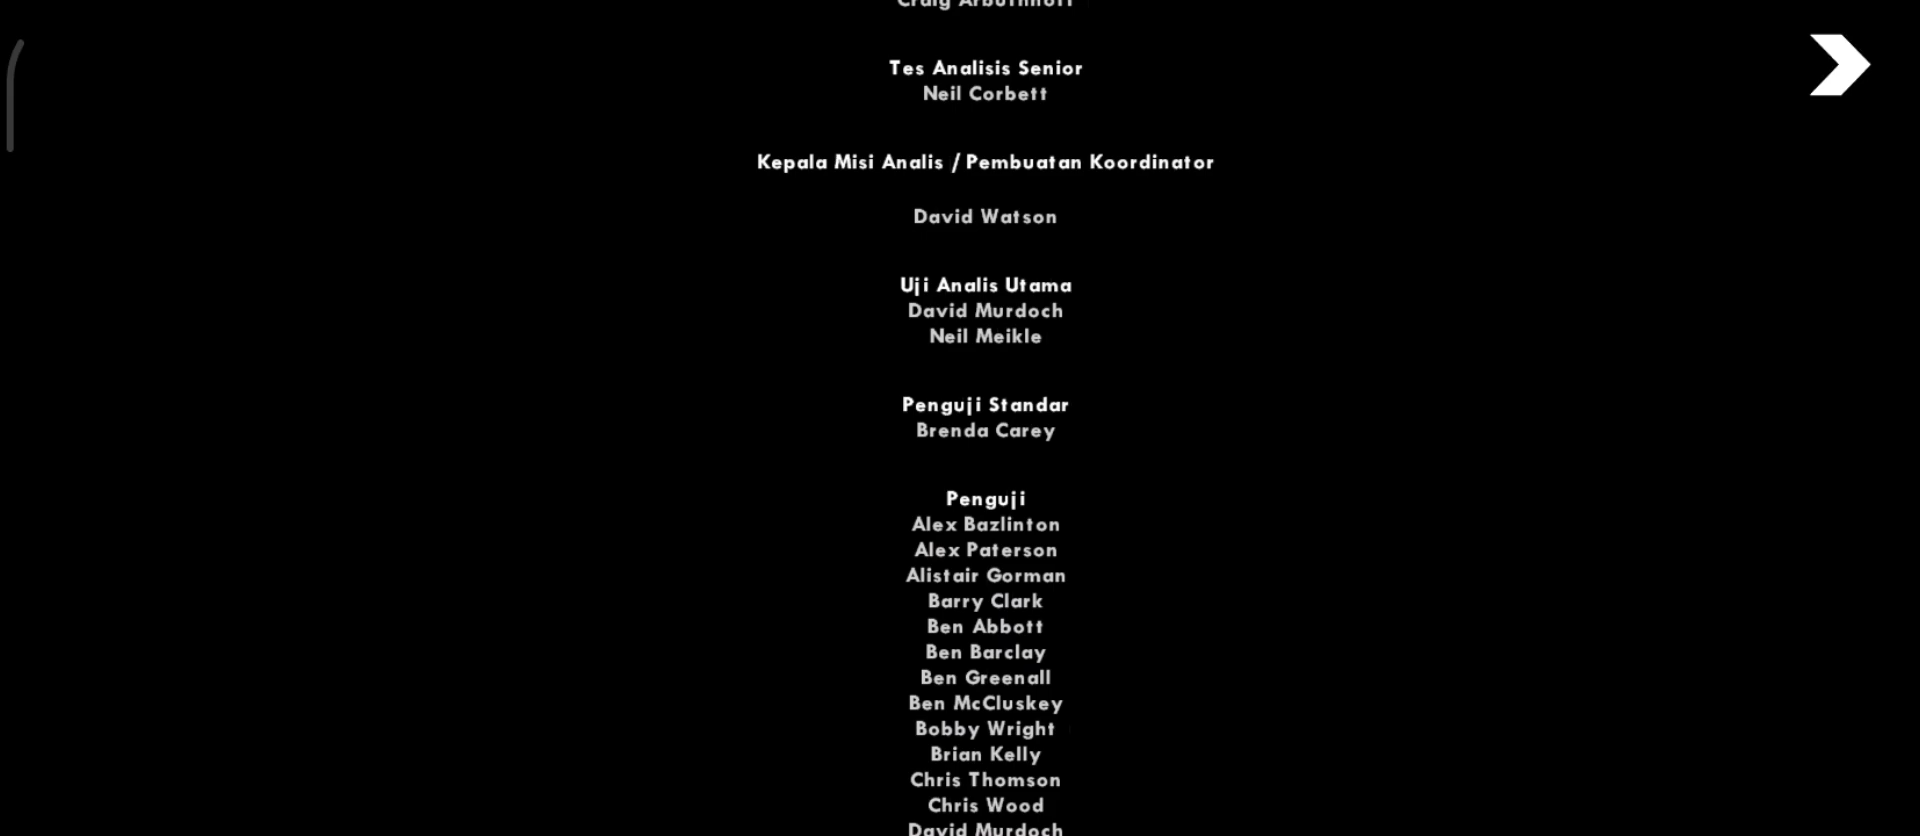 Craig Arbuthnott
Tes Analisis Senior
Neil Corbett
Kepala Misi Analis / Pembuatan Koordinator
David Watson
Uji Analis Utama
David Murdoch
Neil Meikle
Penguji Standar
Brenda Carey
Penguji
Alex Bazlinton
Alex Paterson
Alistair Gorman
Barry Clark
Ben Abbott
Ben Barclay
Ben Greenall
Ben McCluskey
Bobby Wright
Brian Kelly
Chris Thomson
Chris Wood
David Murdoch